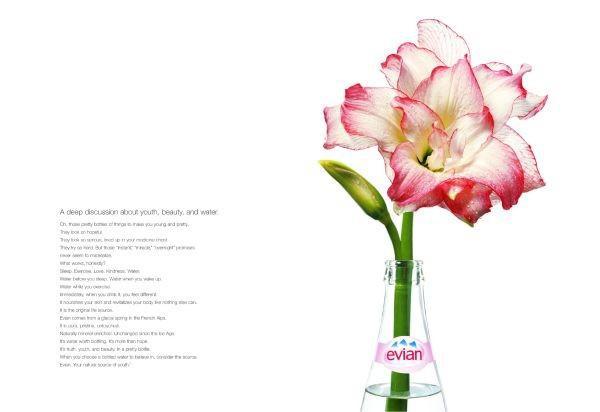 A deep discussion about youth, beauty, and water.
Oh, those pretty bottles of things to make you young and pretty.
They look so hopeful.
They look so serious, lined up in your medicine chest.
They try so hard. But those "instant," "miracle," "overnight" promises
never seem to materialize.
What works, honestly?
Sleep. Exercise. Love. Kindness. Water.
Water before you sleep. Water when you wake up.
Water while you exercise.
Immediately, when you drink it, you feel different.
It nourishes your skin and revitalizes your body like nothing else can.
It is the original life source.
Evian comes from a glacial spring in the French Alps.
It is pure, pristine, untouched.
Naturally mineral-enriched. Unchanged since the Ice Age.
It's water worth bottling. It's more than hope.
It's truth, youth, and beauty. In a pretty bottle.
When you choose a bottled water to believe in, consider the source.
Evian. Your natural source of youth.
evian